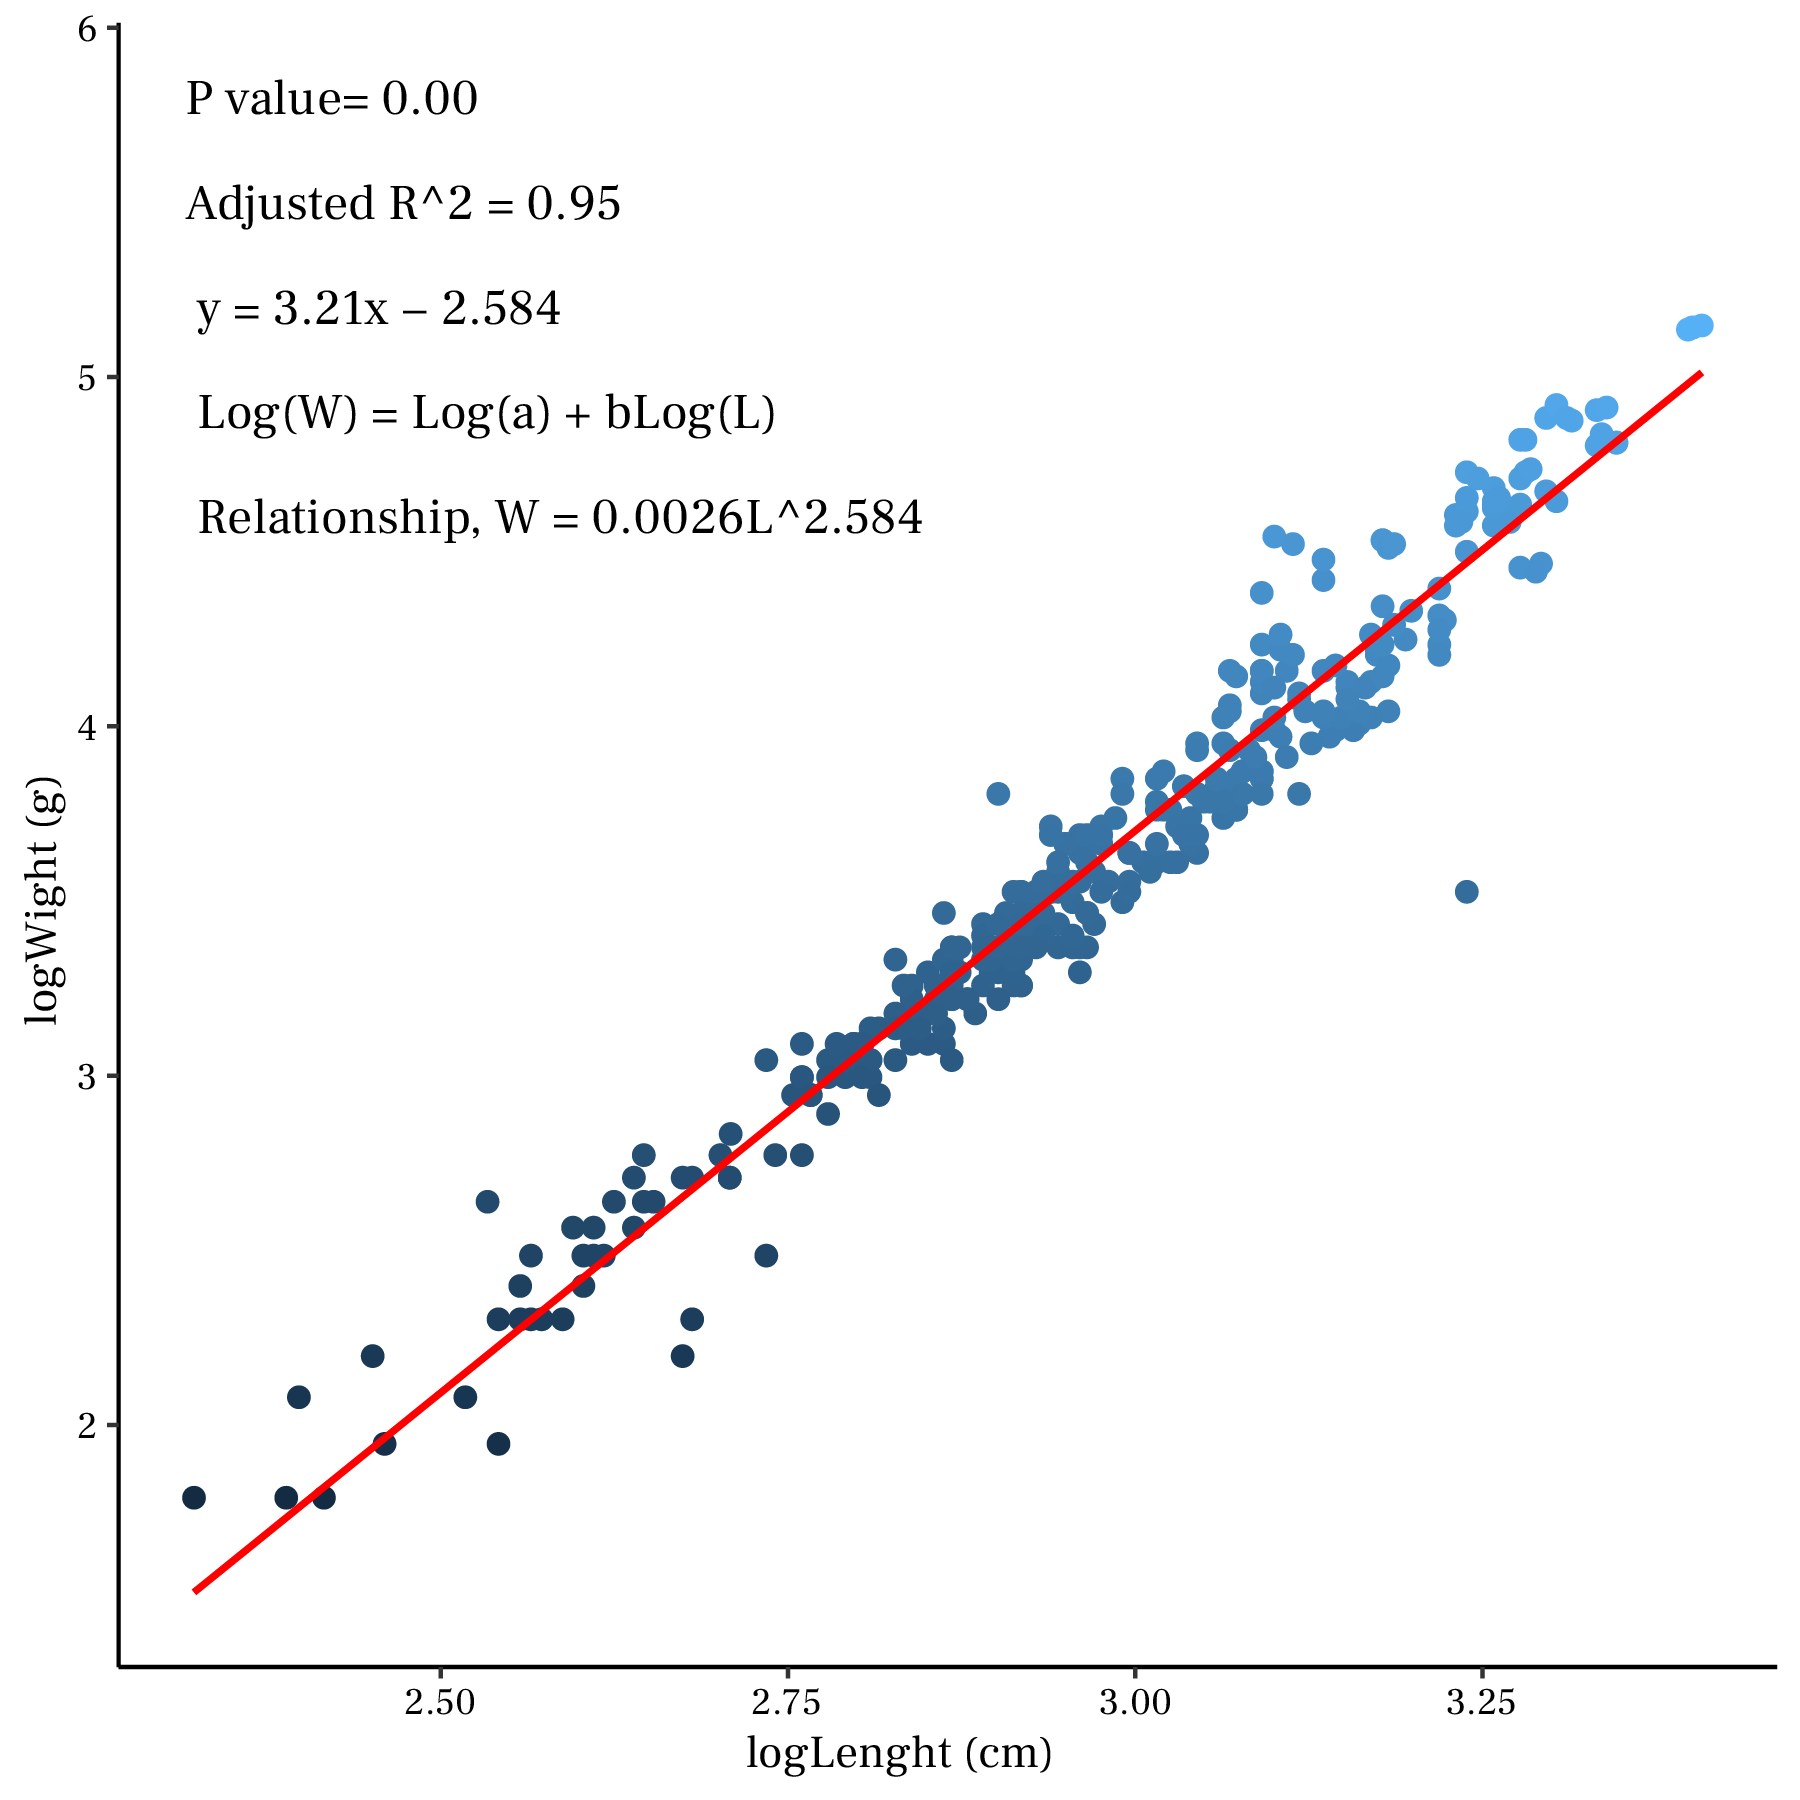 6
P value= 0.00
Adjusted R^2 = 0.95
y = 3.21x − 2.584
5
Log(W) = Log(a) + bLog(L)
Relationship, W = 0.0026L^2.584
4
logWight (g)
3
2
2.50 2.75 3.00 3.25
logLenght (cm)